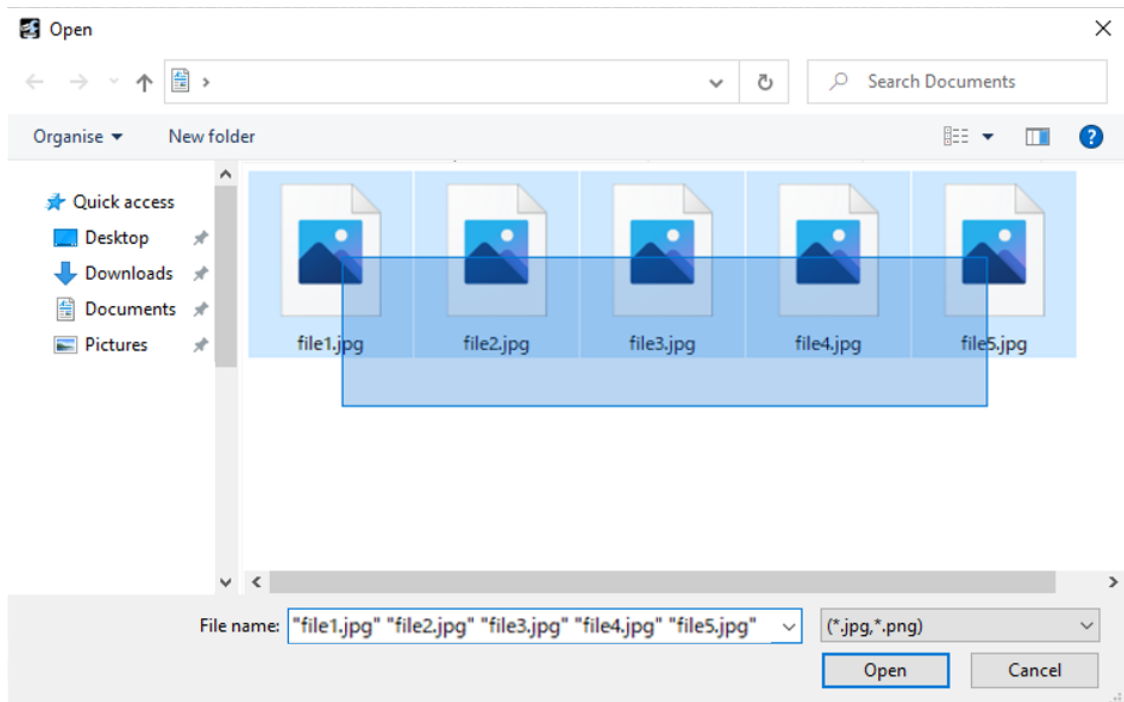 Open
Search Documents
Organise New folder
Quick access
Desktop
Downloads
Documents
Pictures
file1.jpg file2.jpg file3.jpg file4.jpg file5.jpg
File name: "file1.jpg" "file2.jpg" "file3.jpg" "file4.jpg" "file5.jpg" (*.jpg,*.png)
Open Cancel